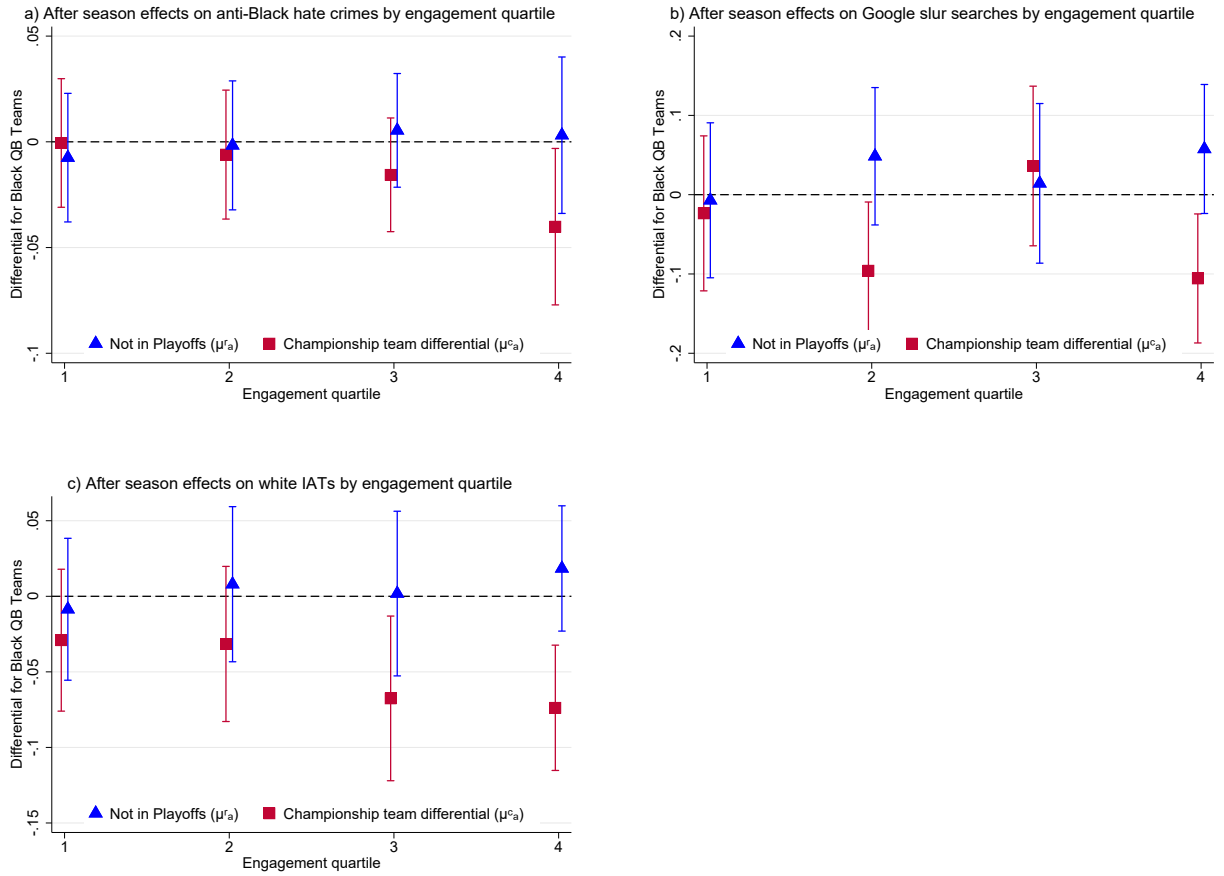 a) After season effects on anti-Black hate crimes by engagement quartile
Differential for Black QB Teams
.05
0
-.05
-.1
Not in Playoffs (μʳₐ)
Championship team differential (μᶜₐ)
1 2 3 4
Engagement quartile
b) After season effects on Google slur searches by engagement quartile
Differential for Black QB Teams
.2
.1
0
-.1
-.2
Not in Playoffs (μʳₐ)
Championship team differential (μᶜₐ)
1 2 3 4
Engagement quartile
c) After season effects on white IATs by engagement quartile
Differential for Black QB Teams
.05
0
-.05
-.1
-.15
Not in Playoffs (μʳₐ)
Championship team differential (μᶜₐ)
1 2 3 4
Engagement quartile